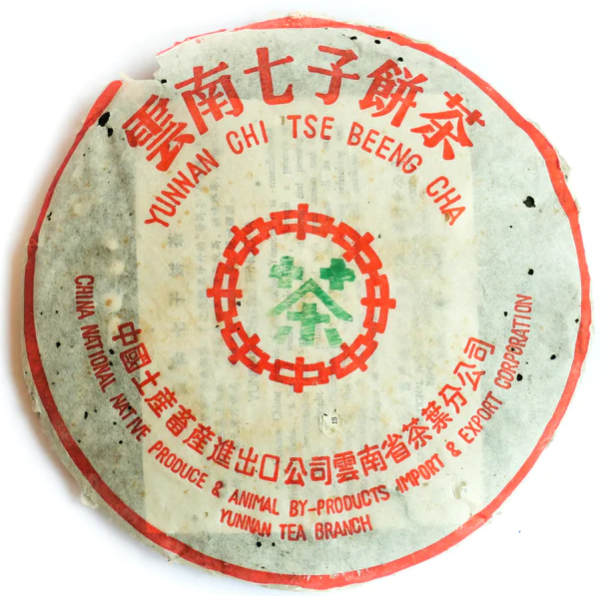 雲南七子餅茶
YUNNAN CHI TSE BEENG CHA
茶
中國土產畜產進出口公司雲南省茶葉分公司
CHINA NATIONAL NATIVE PRODUCE & ANIMAL BY-PRODUCTS IMPORT & EXPORT CORPORATION
YUNNAN TEA BRANCH